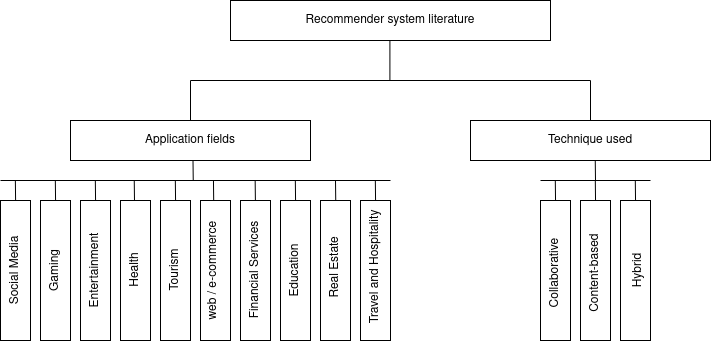 Recommender system literature
Application fields
Technique used
Social Media
Gaming
Entertainment
Health
Tourism
web / e-commerce
Financial Services
Education
Real Estate
Travel and Hospitality
Collaborative
Content-based
Hybrid